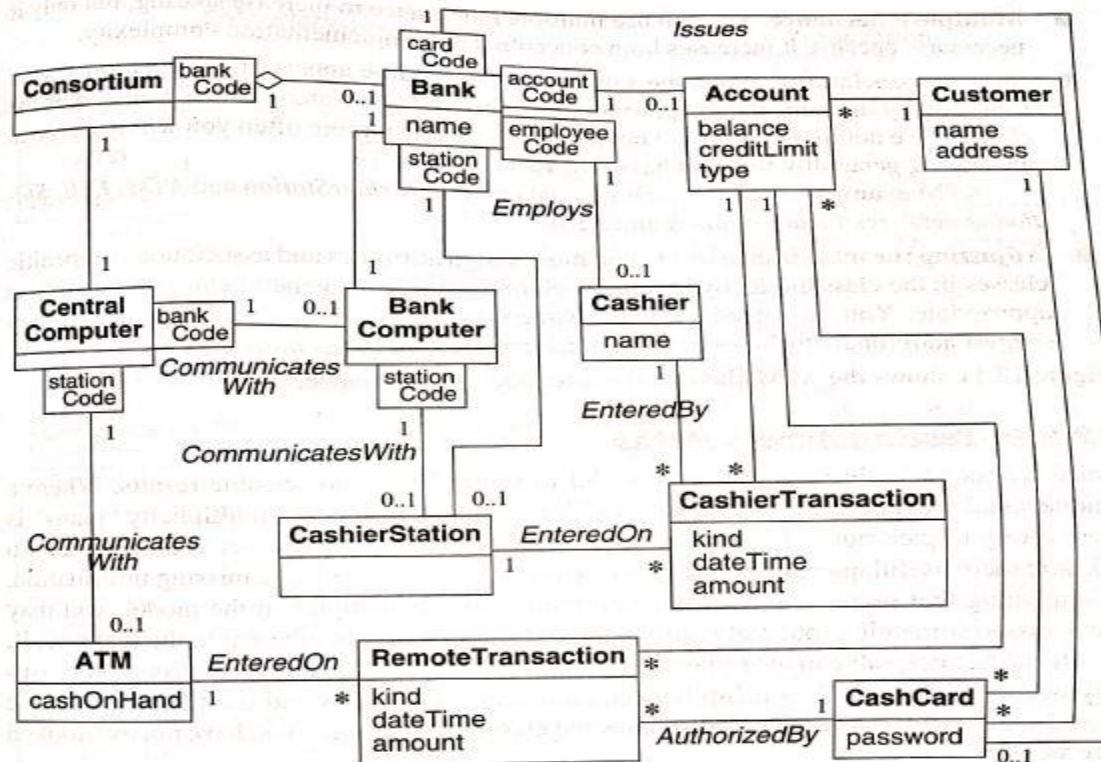 1
Issues
card
Code
Consortium
bank
Code
1
0..1
Bank
account
Code
1
0..1
Account
*
1
Customer
1
name
employee
Code
balance
creditLimit
type
name
address
station
Code
1
1
1
Employs
1
1
*
1
1
1
0..1
Central
Computer
bank
Code
1
0..1
Bank
Computer
Cashier
name
Communicates
With
station
Code
station
Code
1
EnteredBy
1
1
CommunicatesWith
*
*
0..1
0..1
CashierTransaction
CashierStation
EnteredOn
kind
dateTime
amount
1
*
Communicates
With
0..1
ATM
EnteredOn
RemoteTransaction
*
cashOnHand
1
*
kind
dateTime
amount
*
1
CashCard
*
*
AuthorizedBy
password
0..1